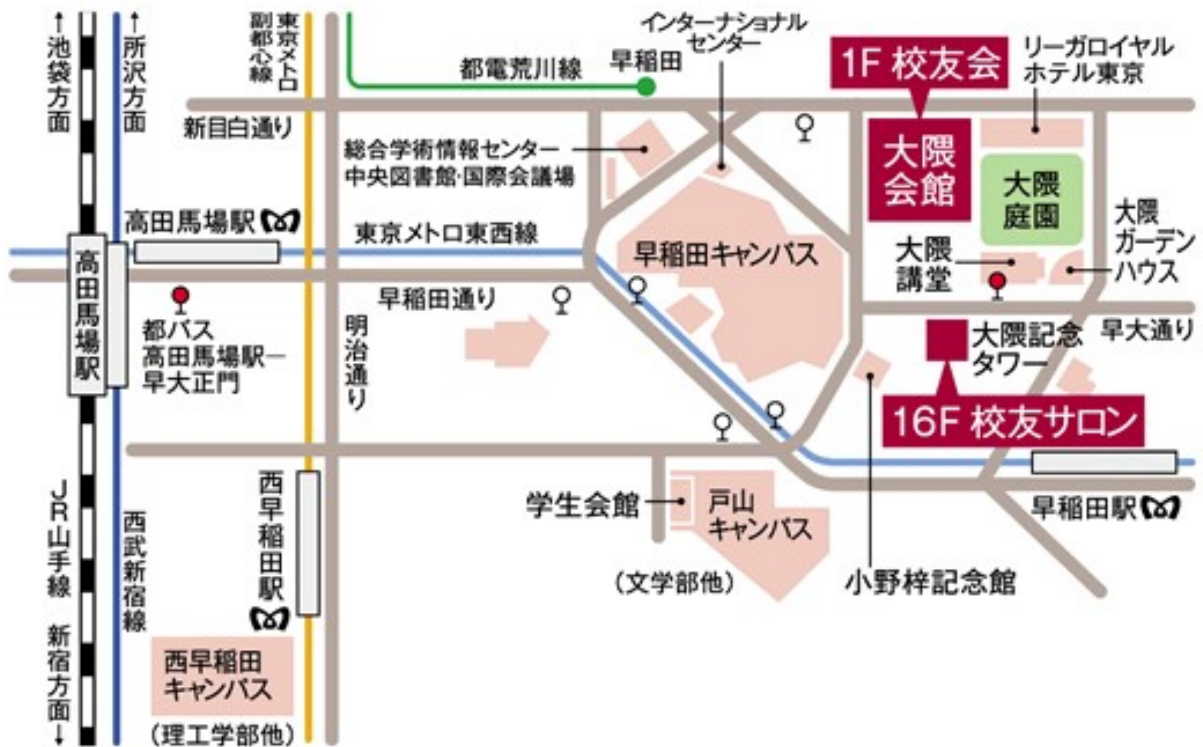 ←池袋方面
←所沢方面
東京メトロ
副都心線
都電荒川線
早稲田
インターナショナル
センター
1F 校友会
リーガロイヤル
ホテル東京
新目白通り
総合学術情報センター
中央図書館・国際会議場
大隈
会館
大隈
庭園
高田馬場駅
東京メトロ東西線
早稲田キャンパス
大隈
講堂
大隈
ガーデン
ハウス
高田馬場駅
早稲田通り
都バス
高田馬場駅―
早大正門
明治通り
早大通り
大隈記念
タワー
16F 校友サロン
JR山手線 新宿方面→
西武新宿線
西早稲田駅
学生会館
戸山
キャンパス
(文学部他)
早稲田駅
小野梓記念館
西早稲田
キャンパス
(理工学部他)